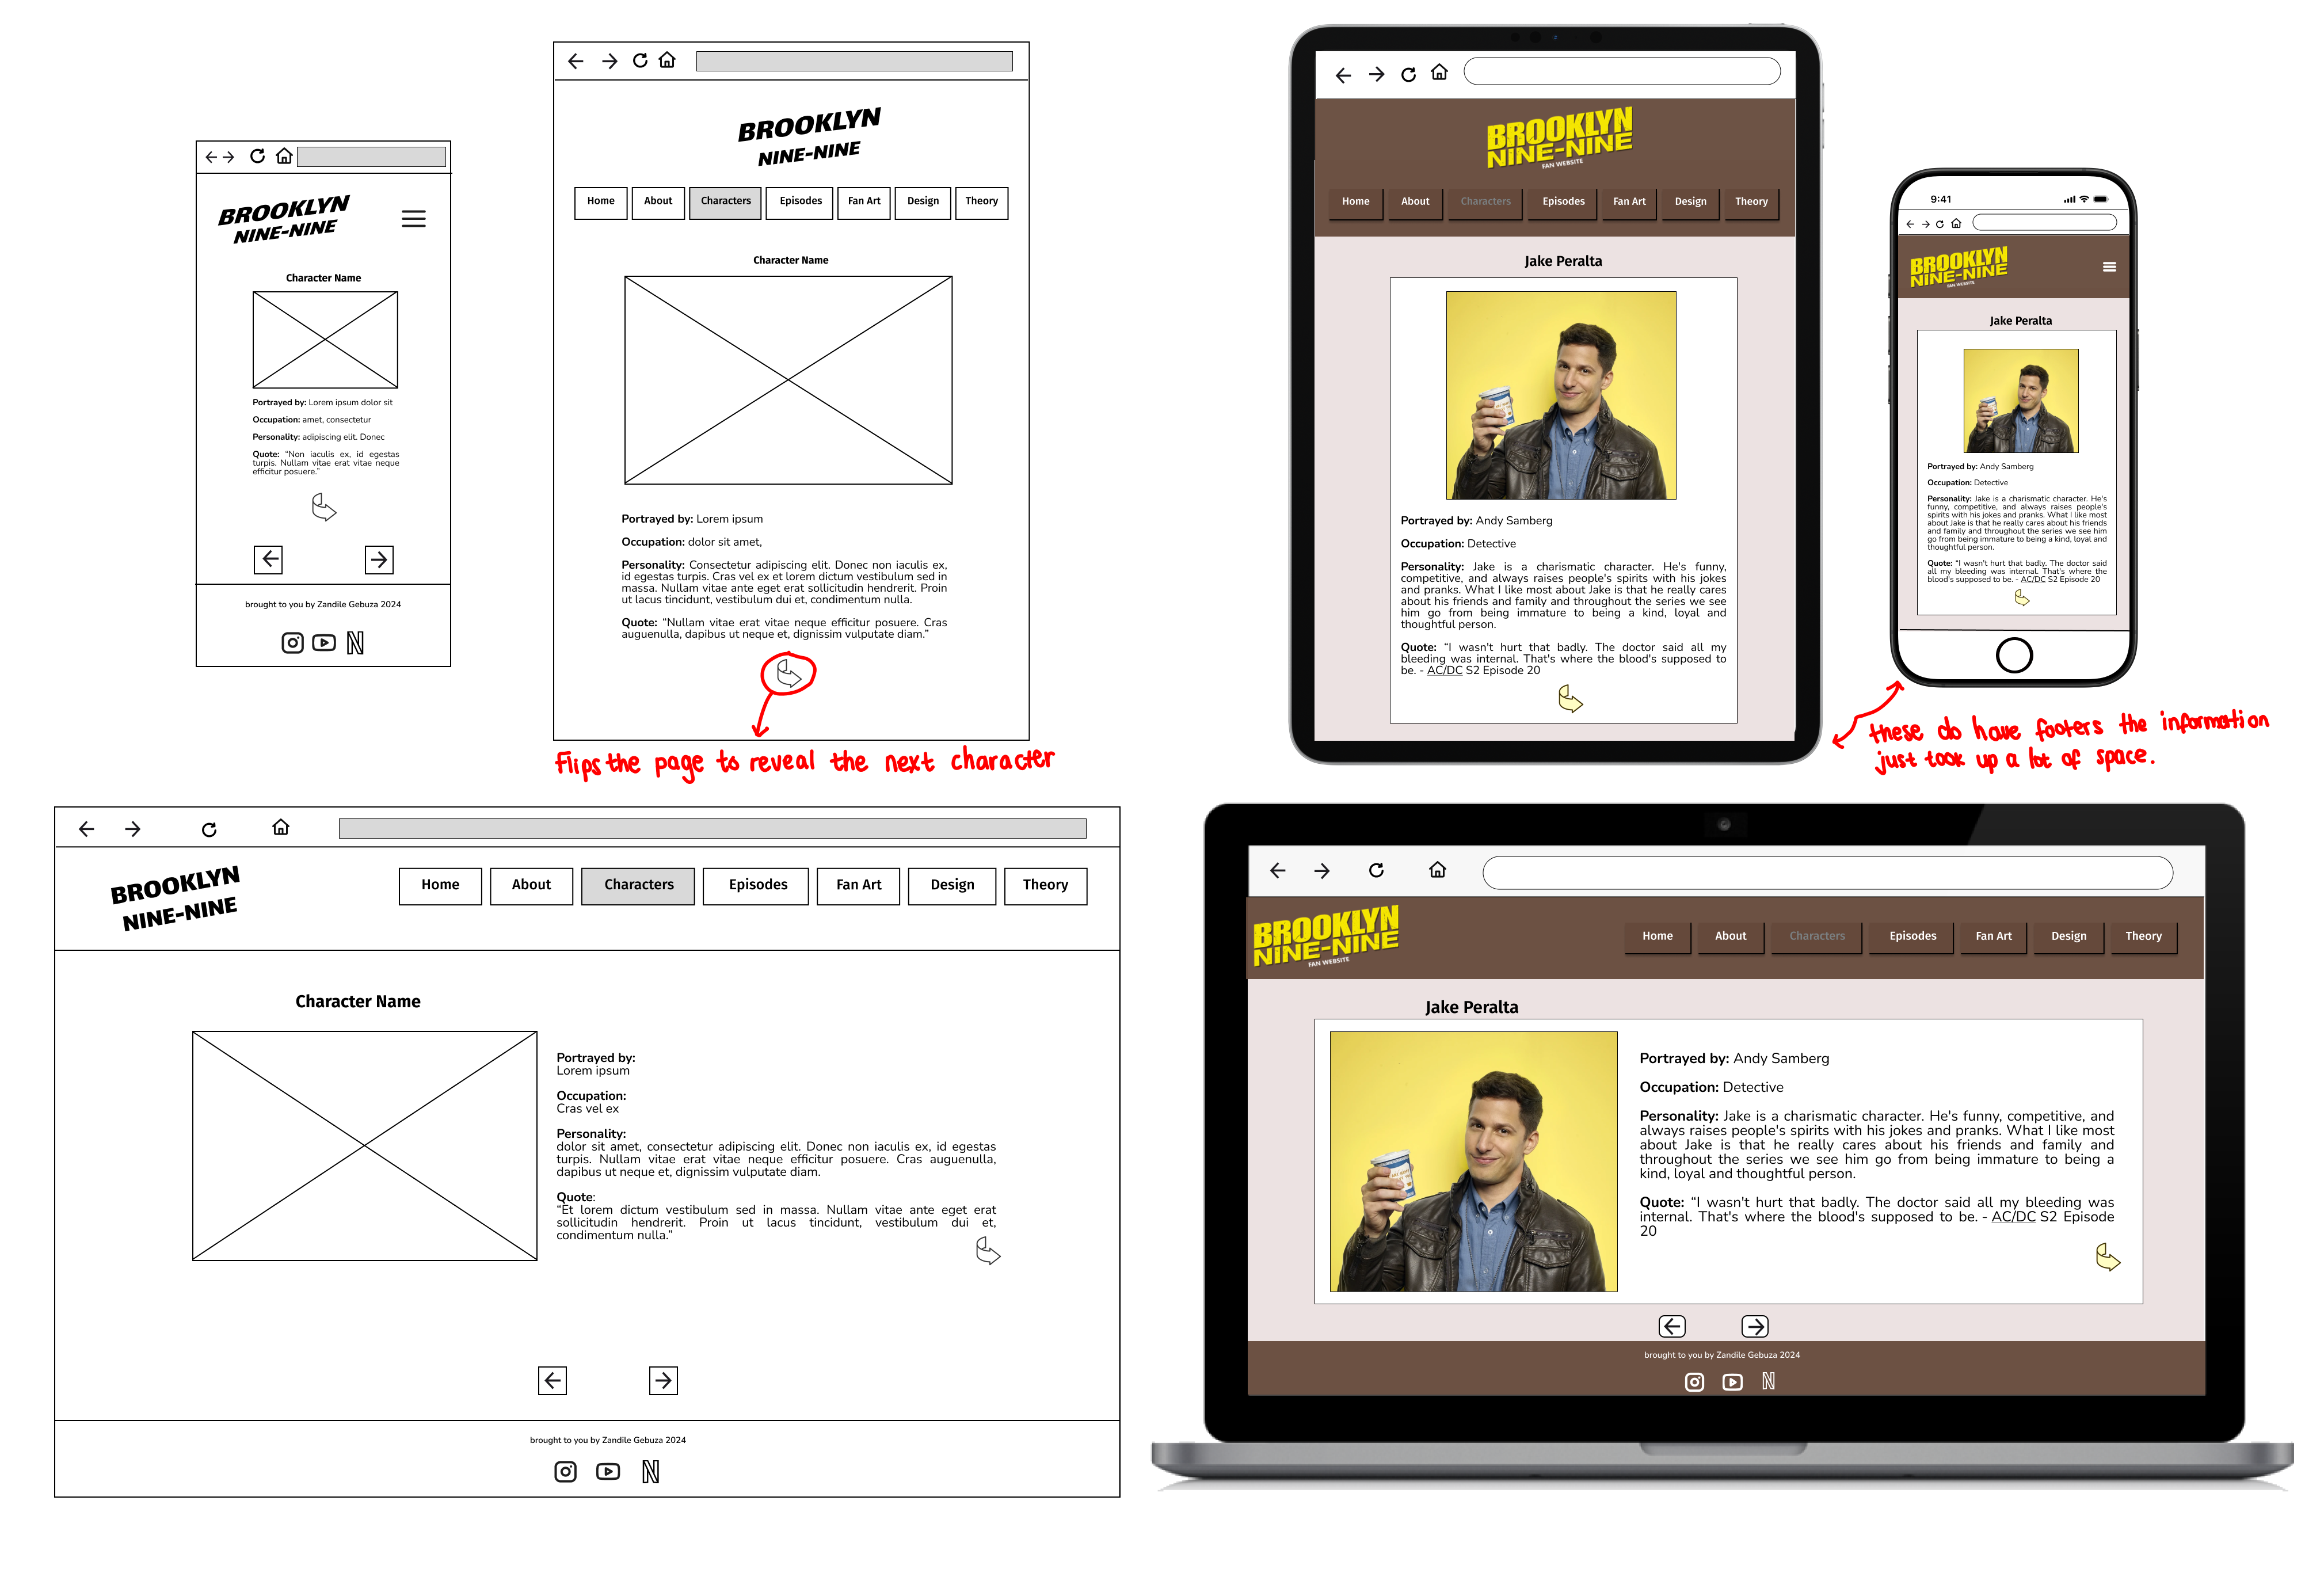 BROOKLYN
NINE-NINE
Character Name
Portrayed by: Lorem ipsum dolor sit
Occupation: amet, consectetur
Personality: adipiscing elit. Donec
Quote: "Non iaculis ex, id egestas
turpis. Nullam vitae erat vitae neque
efficitur posuere."
brought to you by Zandile Gebuza 2024
BROOKLYN
NINE-NINE
Home About Characters Episodes Fan Art Design Theory
Character Name
Portrayed by: Lorem ipsum
Occupation: dolor sit amet,
Personality: Consectetur adipiscing elit. Donec non iaculis ex,
id egestas turpis. Cras vel ex et lorem dictum vestibulum sed in
massa. Nullam vitae ante eget erat sollicitudin hendrerit. Proin
ut lacus tincidunt, vestibulum dui et, condimentum nulla.
Quote: “Nullam vitae erat vitae neque efficitur posuere. Cras
auguenulla, dapibus ut neque et, dignissim vulputate diam.”
Flips the page to reveal the next character
BROOKLYN
NINE-NINE
FAN WEBSITE
Home About Characters Episodes Fan Art Design Theory
Jake Peralta
Portrayed by: Andy Samberg
Occupation: Detective
Personality: Jake is a charismatic character. He's funny,
competitive, and always raises people's spirits with his jokes
and pranks. What I like most about Jake is that he really cares
about his friends and family and throughout the series we see
him go from being immature to being a kind, loyal and
thoughtful person.
Quote: “I wasn't hurt that badly. The doctor said all my
bleeding was internal. That's where the blood's supposed to
be. - AC/DC S2 Episode 20
9:41
BROOKLYN
NINE-NINE
FAN WEBSITE
Jake Peralta
Portrayed by: Andy Samberg
Occupation: Detective
Personality: Jake is a charismatic character. He's
funny, competitive, and always raises people's
spirits with his jokes and pranks. What I like most
about Jake is that he really cares about his friends
and family and throughout the series we see him
go from being immature to being a kind, loyal and
thoughtful person.
Quote: “I wasn't hurt that badly. The doctor said
all my bleeding was internal. That's where the
blood's supposed to be. - AC/DC S2 Episode 20
these do have footers the information
just took up a lot of space.
BROOKLYN
NINE-NINE
Home About Characters Episodes Fan Art Design Theory
Character Name
Portrayed by:
Lorem ipsum
Occupation:
Cras vel ex
Personality:
dolor sit amet, consectetur adipiscing elit. Donec non iaculis ex, id egestas
turpis. Nullam vitae erat vitae neque efficitur posuere. Cras auguenulla,
dapibus ut neque et, dignissim vulputate diam.
Quote:
“Et lorem dictum vestibulum sed in massa. Nullam vitae ante eget erat
sollicitudin hendrerit. Proin ut lacus tincidunt, vestibulum dui et,
condimentum nulla.”
brought to you by Zandile Gebuza 2024
BROOKLYN
NINE-NINE
FAN WEBSITE
Home About Characters Episodes Fan Art Design Theory
Jake Peralta
Portrayed by: Andy Samberg
Occupation: Detective
Personality: Jake is a charismatic character. He's funny, competitive, and
always raises people's spirits with his jokes and pranks. What I like most
about Jake is that he really cares about his friends and family and
throughout the series we see him go from being immature to being a
kind, loyal and thoughtful person.
Quote: “I wasn't hurt that badly. The doctor said all my bleeding was
internal. That's where the blood's supposed to be. - AC/DC S2 Episode
20
brought to you by Zandile Gebuza 2024